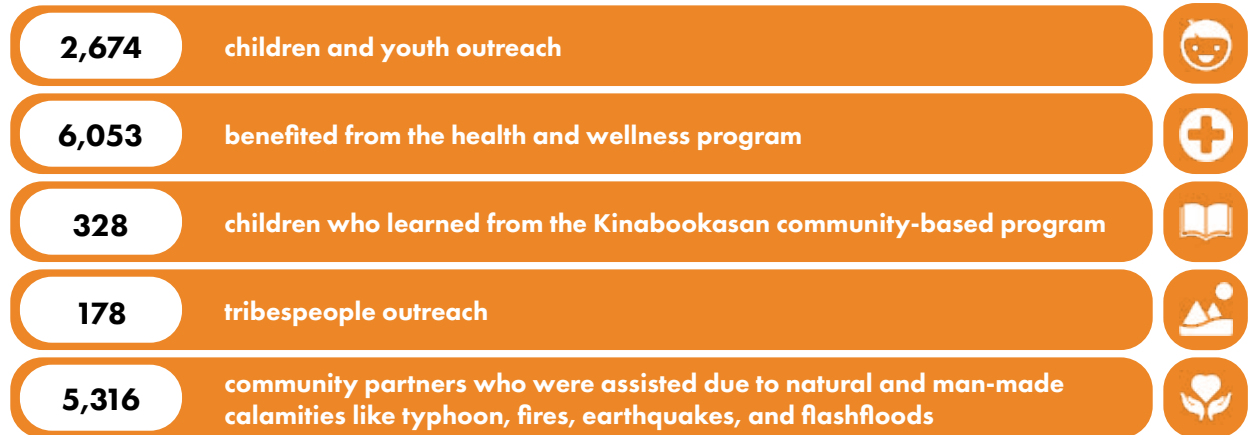 2,674 children and youth outreach
6,053 benefited from the health and wellness program
328 children who learned from the Kinabookasan community-based program
178 tribespeople outreach
5,316 community partners who were assisted due to natural and man-made
calamities like typhoon, fires, earthquakes, and flashfloods